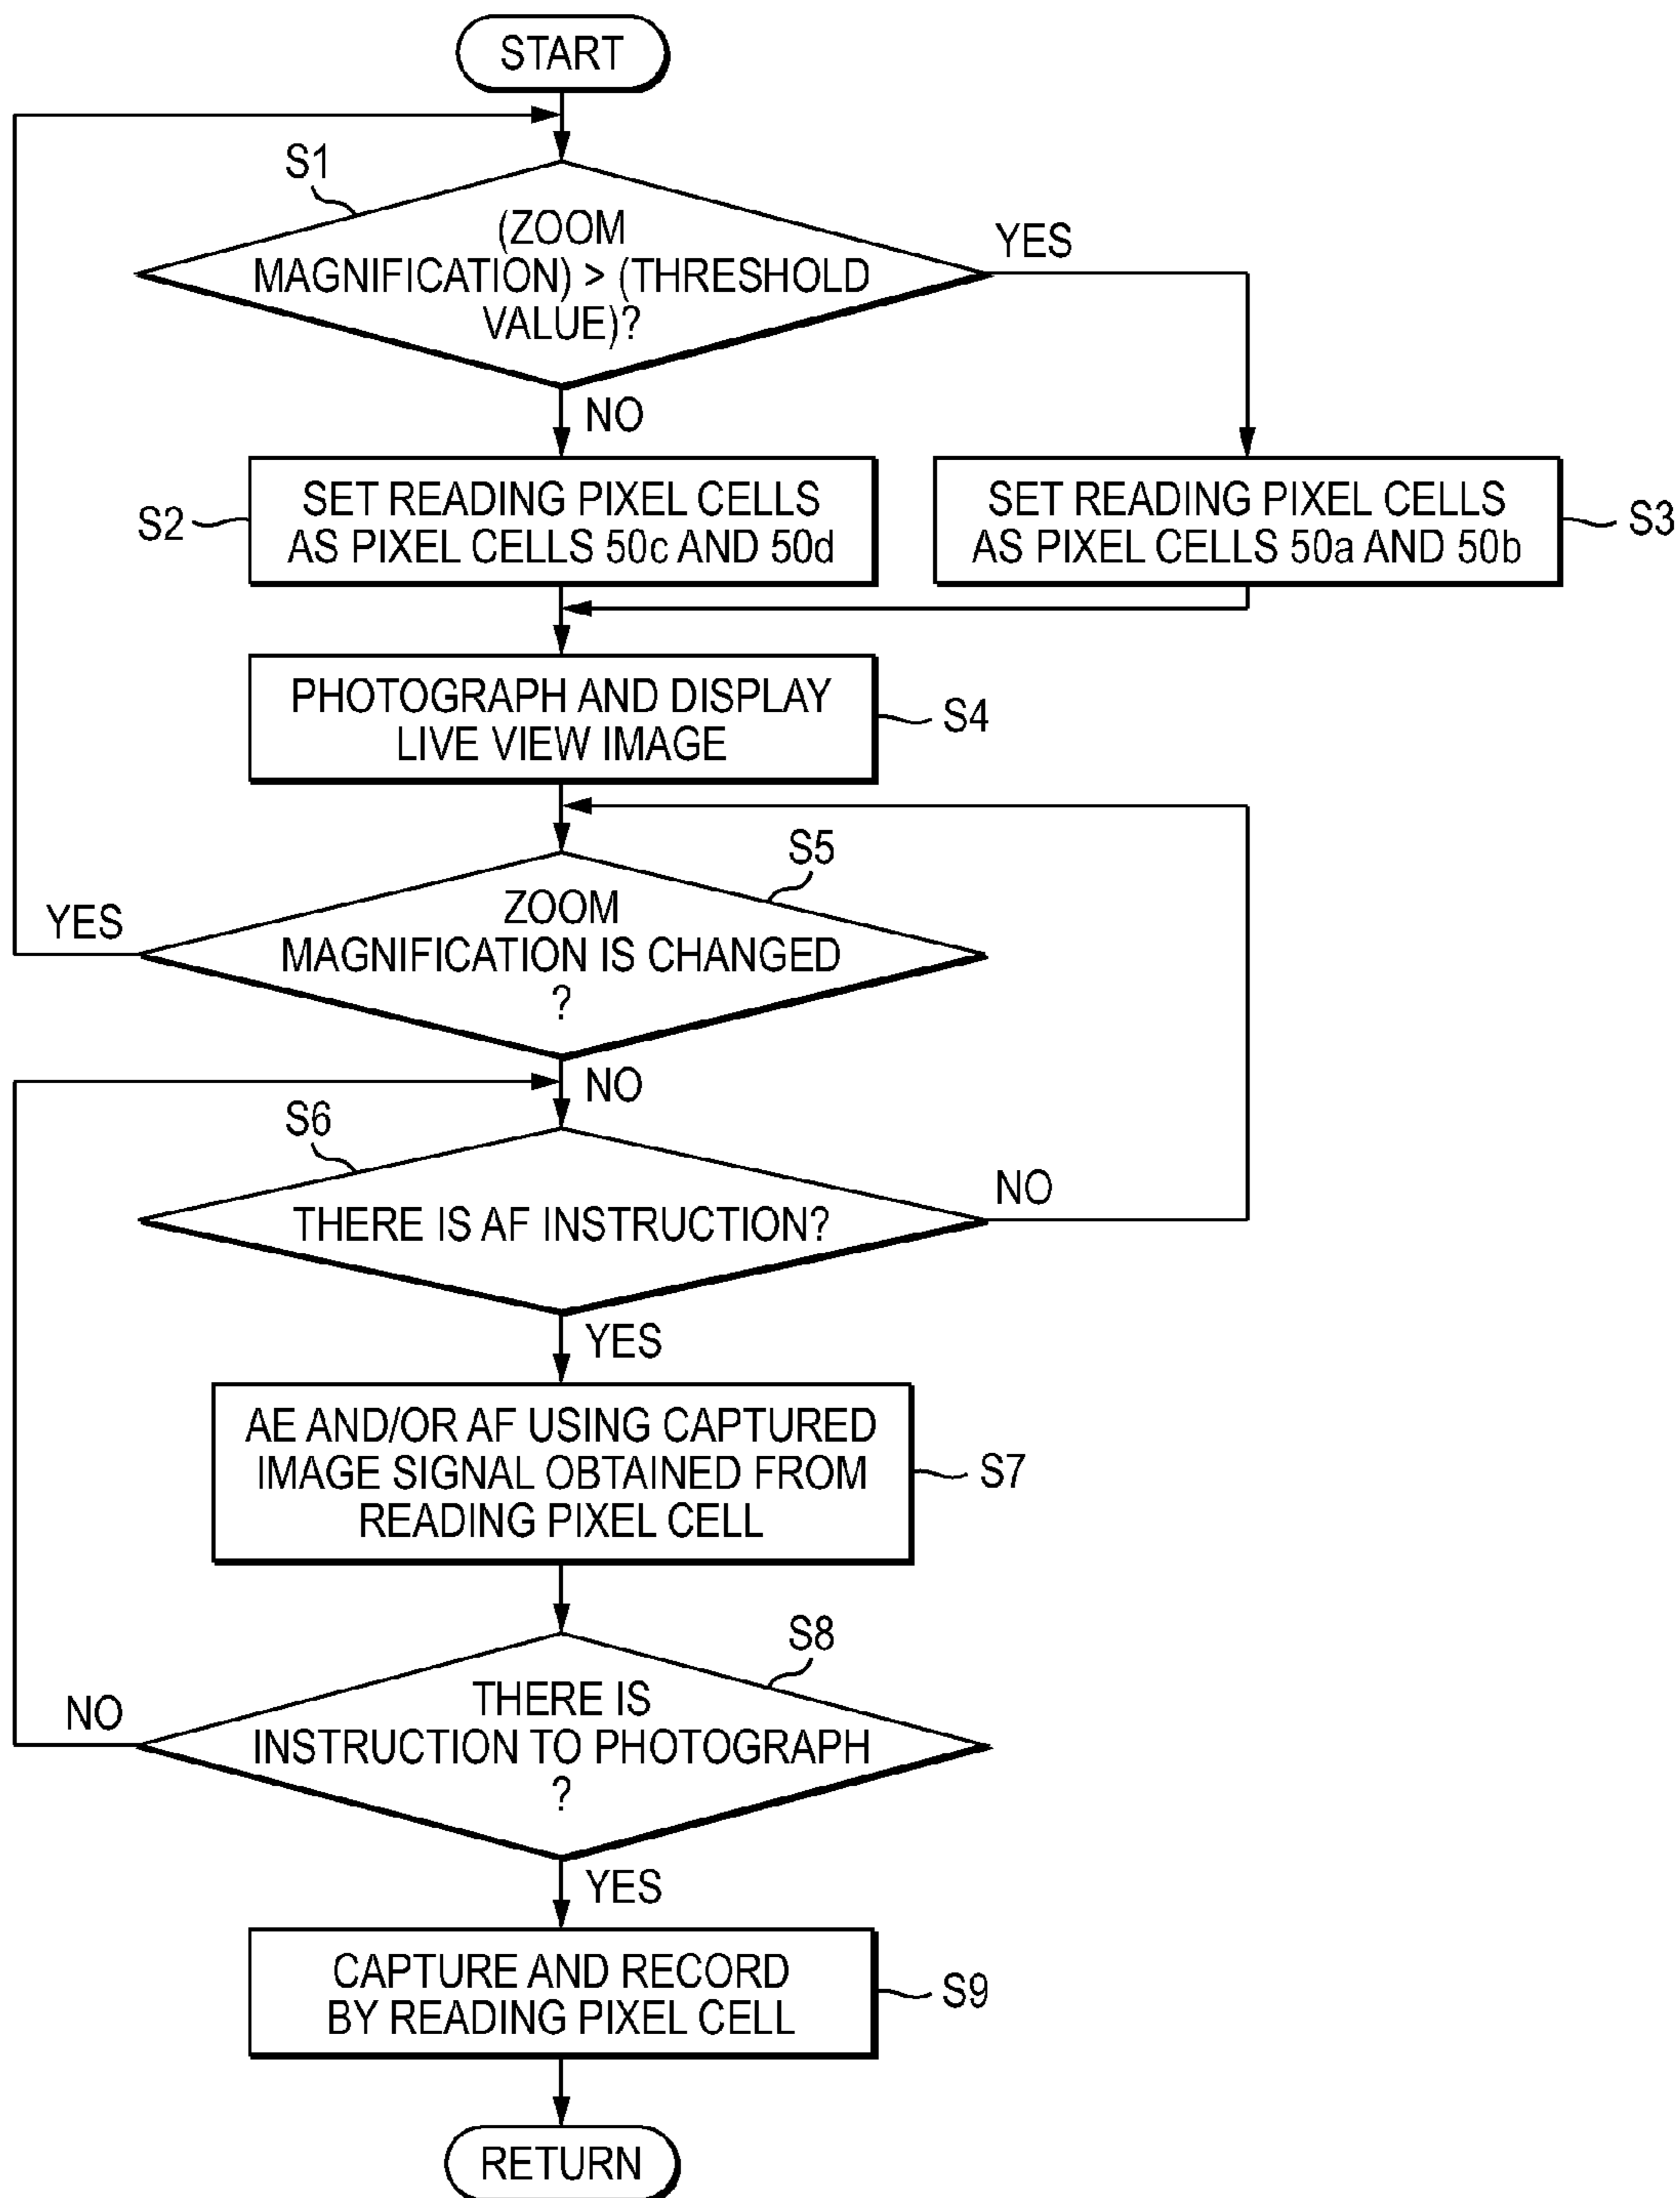 START
S1
(ZOOM
MAGNIFICATION) > (THRESHOLD
VALUE)?
YES
NO
S2
SET READING PIXEL CELLS
AS PIXEL CELLS 50c AND 50d
SET READING PIXEL CELLS
AS PIXEL CELLS 50a AND 50b
S3
PHOTOGRAPH AND DISPLAY
LIVE VIEW IMAGE
S4
S5
ZOOM
MAGNIFICATION IS CHANGED
?
YES
NO
S6
THERE IS AF INSTRUCTION?
NO
YES
AE AND/OR AF USING CAPTURED
IMAGE SIGNAL OBTAINED FROM
READING PIXEL CELL
S7
S8
THERE IS
INSTRUCTION TO PHOTOGRAPH
?
NO
YES
CAPTURE AND RECORD
BY READING PIXEL CELL
S9
RETURN